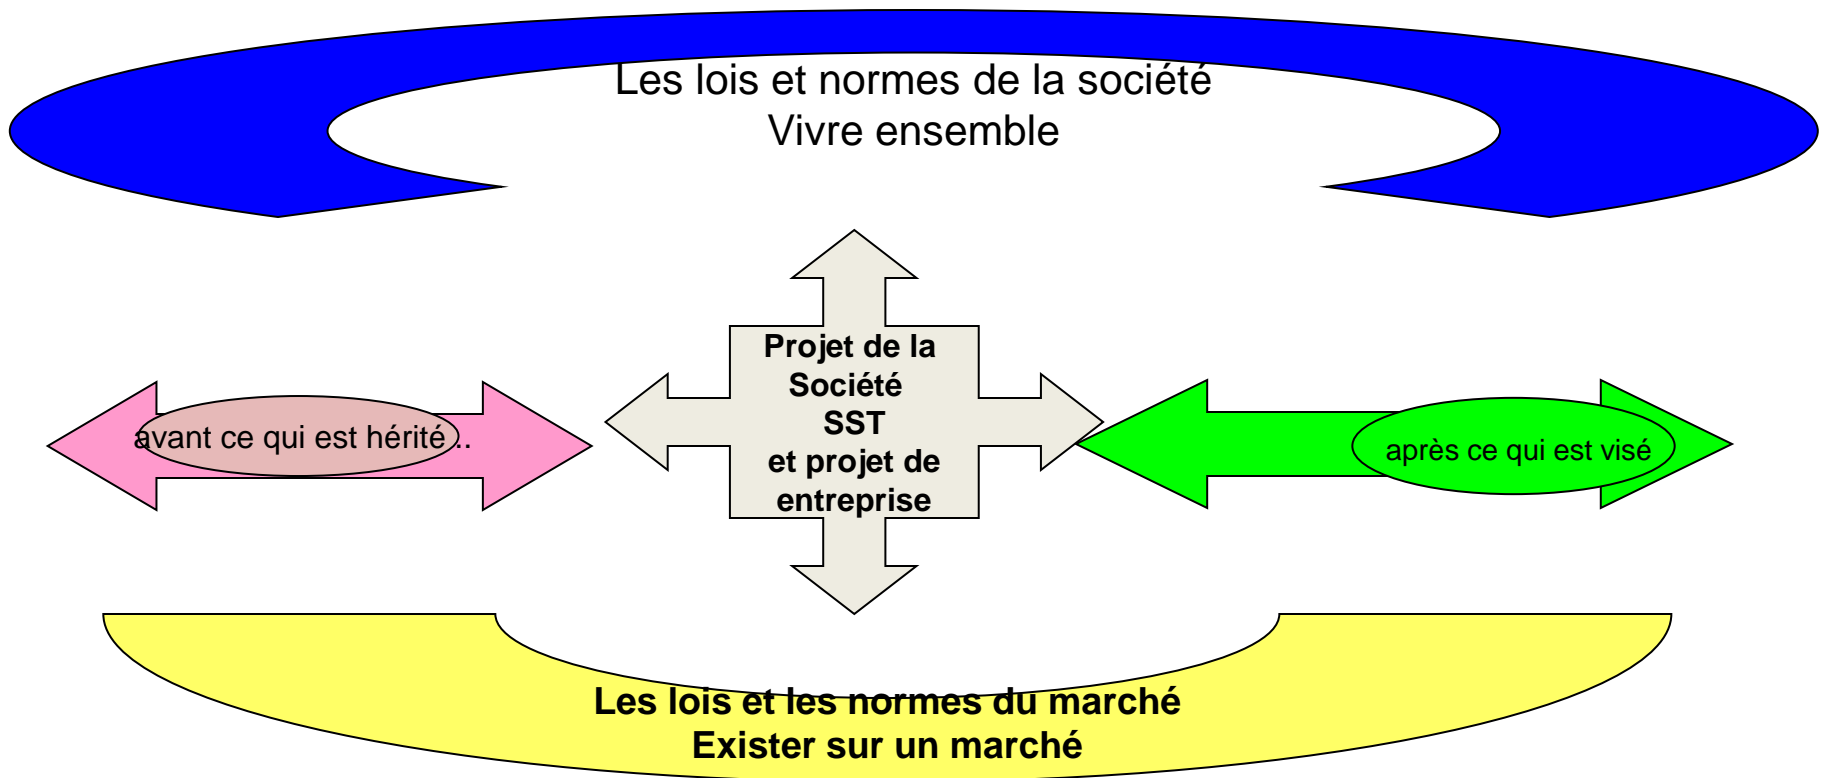 Les lois et normes de la société
Vivre ensemble
Projet de la
Société
SST
et projet de
entreprise
avant ce qui est hérité ..
après ce qui est visé
Les lois et les normes du marché
Exister sur un marché